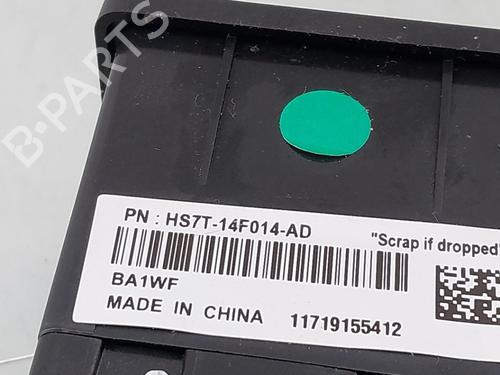 B-PARTS
PN : HS7T-14F014-AD
"Scrap if dropped"
BA1WF
MADE IN CHINA 11719155412